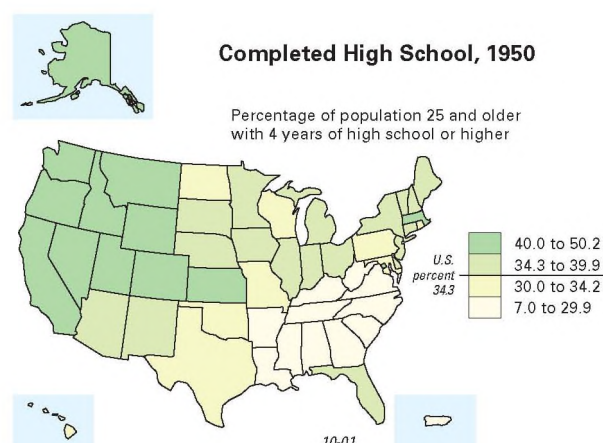 Completed High School, 1950
Percentage of population 25 and older
with 4 years of high school or higher
U.S.
percent
34.3
40.0 to 50.2
34.3 to 39.9
30.0 to 34.2
7.0 to 29.9
10-01